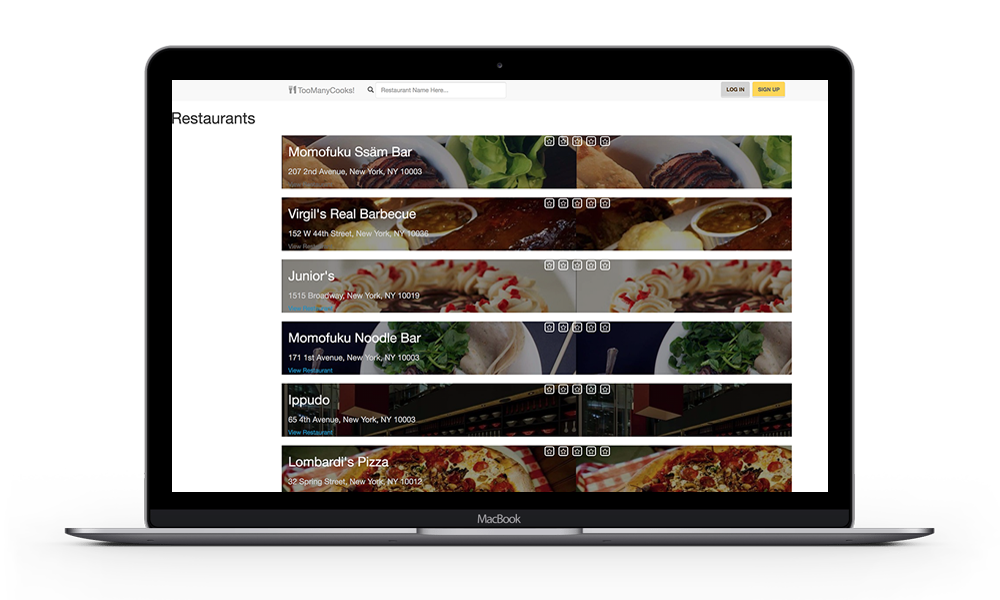 TooManyCooks!
Restaurant Name Here...
LOG IN
SIGN UP
Restaurants
Momofuku Ssäm Bar
207 2nd Avenue, New York, NY 10003
Virgil's Real Barbecue
152 W 44th Street, New York, NY 10036
View Restaurant
Junior's
1515 Broadway, New York, NY 10019
View Restaurant
Momofuku Noodle Bar
171 1st Avenue, New York, NY 10003
View Restaurant
Ippudo
65 4th Avenue, New York, NY 10003
View Restaurant
Lombardi's Pizza
32 Spring Street, New York, NY 10012
MacBook